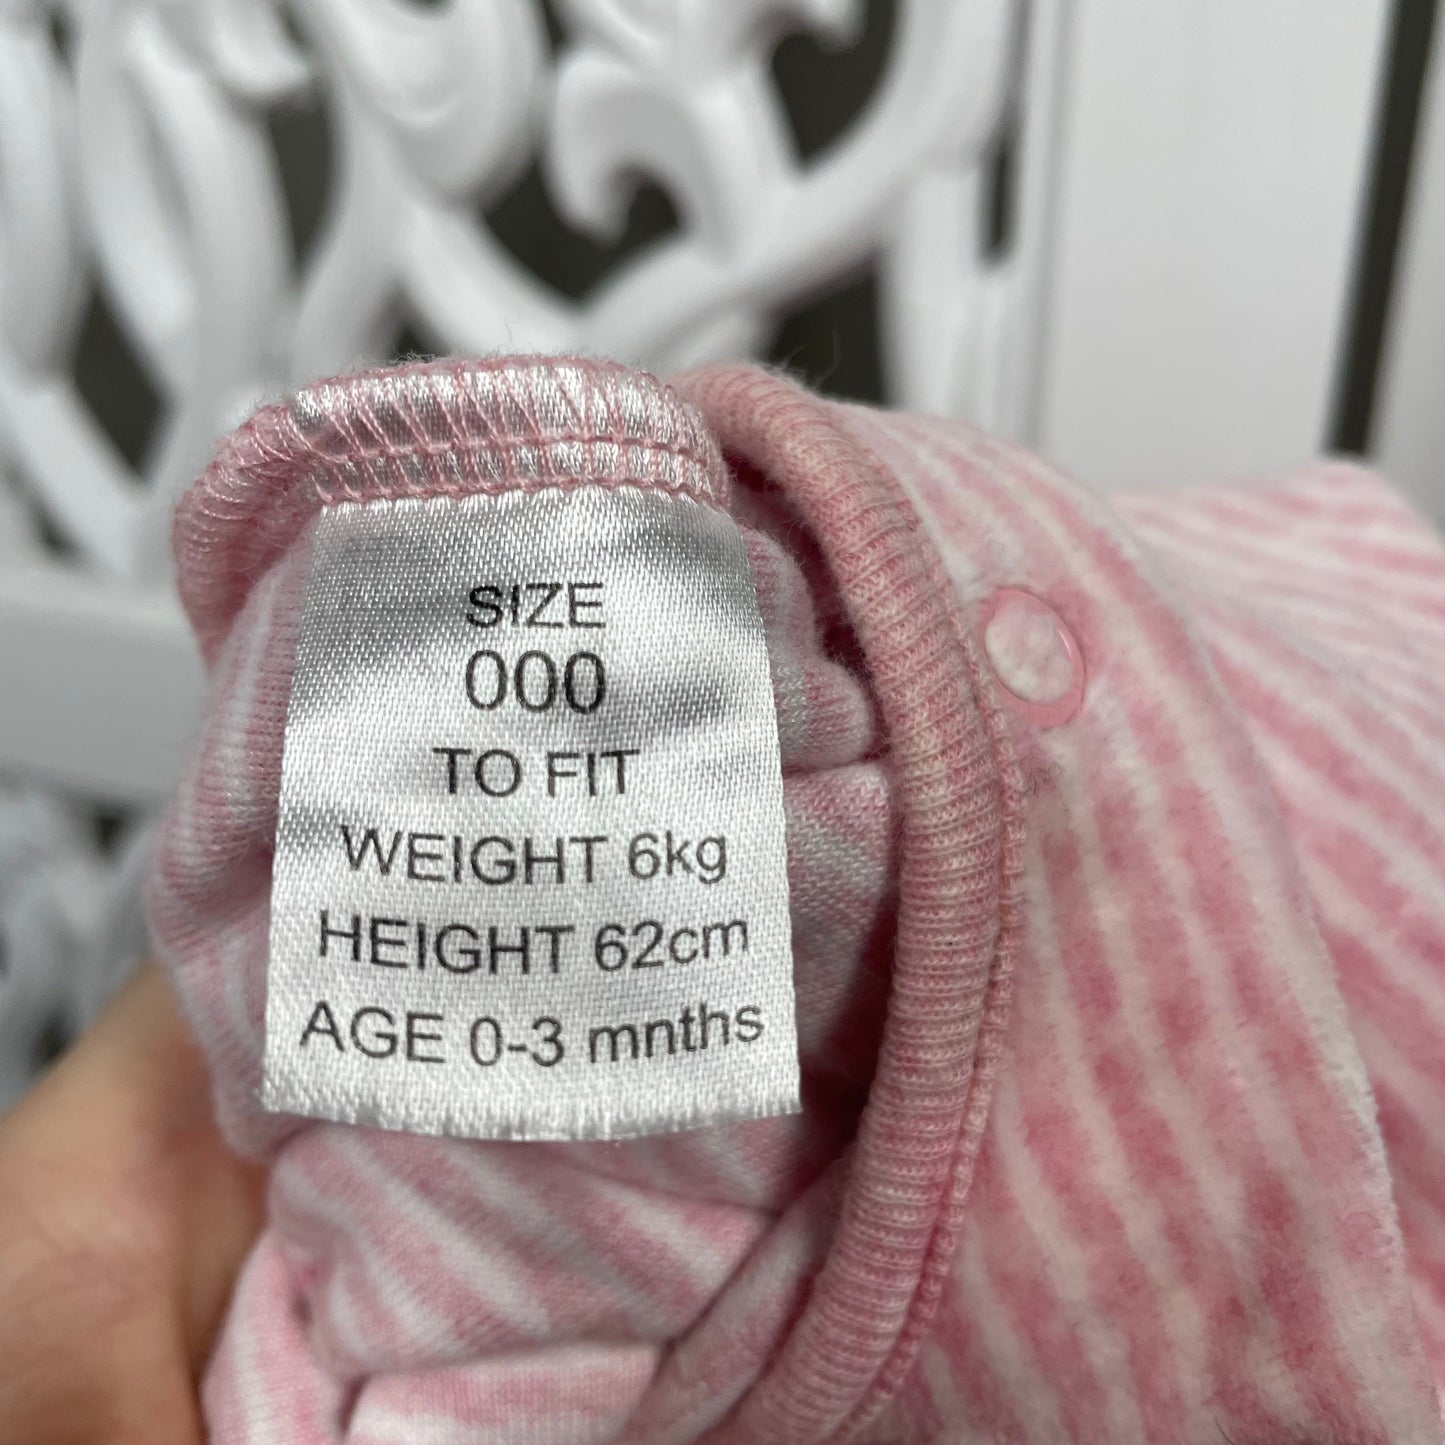 SIZE
000
TO FIT
WEIGHT 6kg
HEIGHT 62cm
AGE 0-3 mnths